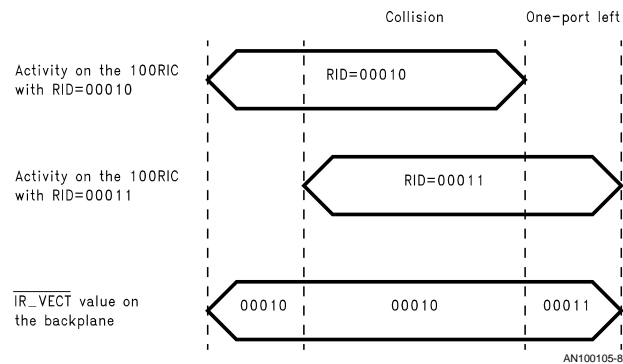 Collision One-port left
Activity on the 100RIC
with RID=00010
RID=00010
Activity on the 100RIC
with RID=00011
RID=00011
IR_VECT value on
the backplane
00010 00010 00011
AN100105-8